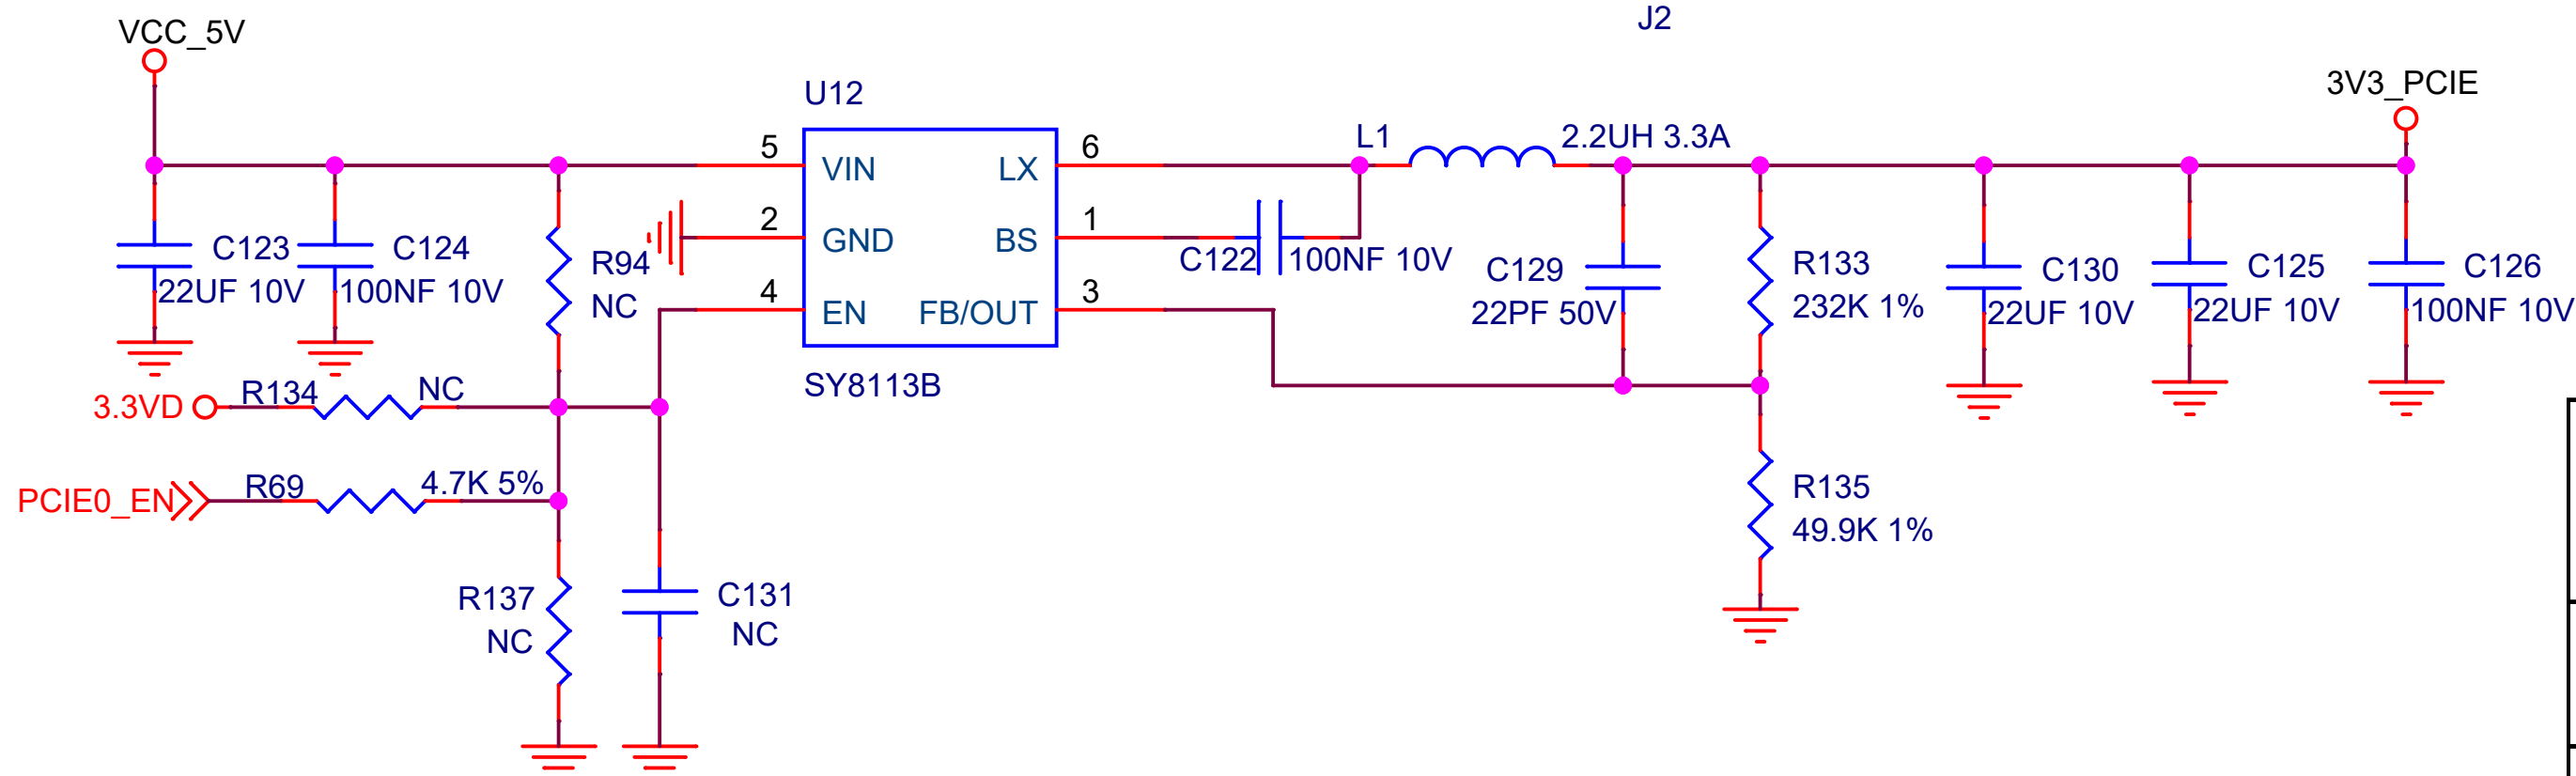 J2
VCC_5V
3V3_PCIE
U12
L1
2.2UH 3.3A
5
VIN
LX
6
2
GND
BS
1
4
EN
FB/OUT
3
SY8113B
C123
22UF 10V
C124
100NF 10V
R94
NC
C122
100NF 10V
C129
22PF 50V
R133
232K 1%
C130
22UF 10V
C125
22UF 10V
C126
100NF 10V
3.3VD
R134
NC
PCIE0_EN
R69
4.7K 5%
R135
49.9K 1%
R137
NC
C131
NC